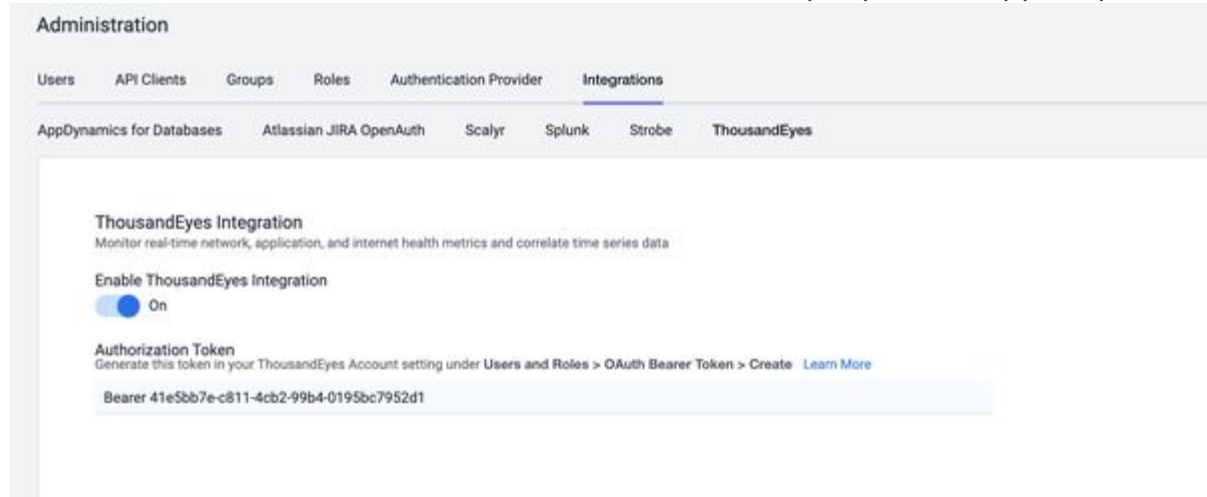 Administration
Users API Clients Groups Roles Authentication Provider Integrations
AppDynamics for Databases Atlassian JIRA OpenAuth Scalyr Splunk Strobe ThousandEyes
ThousandEyes Integration
Monitor real-time network, application, and internet health metrics and correlate time series data
Enable ThousandEyes Integration
On
Authorization Token
Generate this token in your ThousandEyes Account setting under Users and Roles > OAuth Bearer Token > Create Learn More
Bearer 41e5bb7e-c811-4cb2-99b4-0195bc7952d1